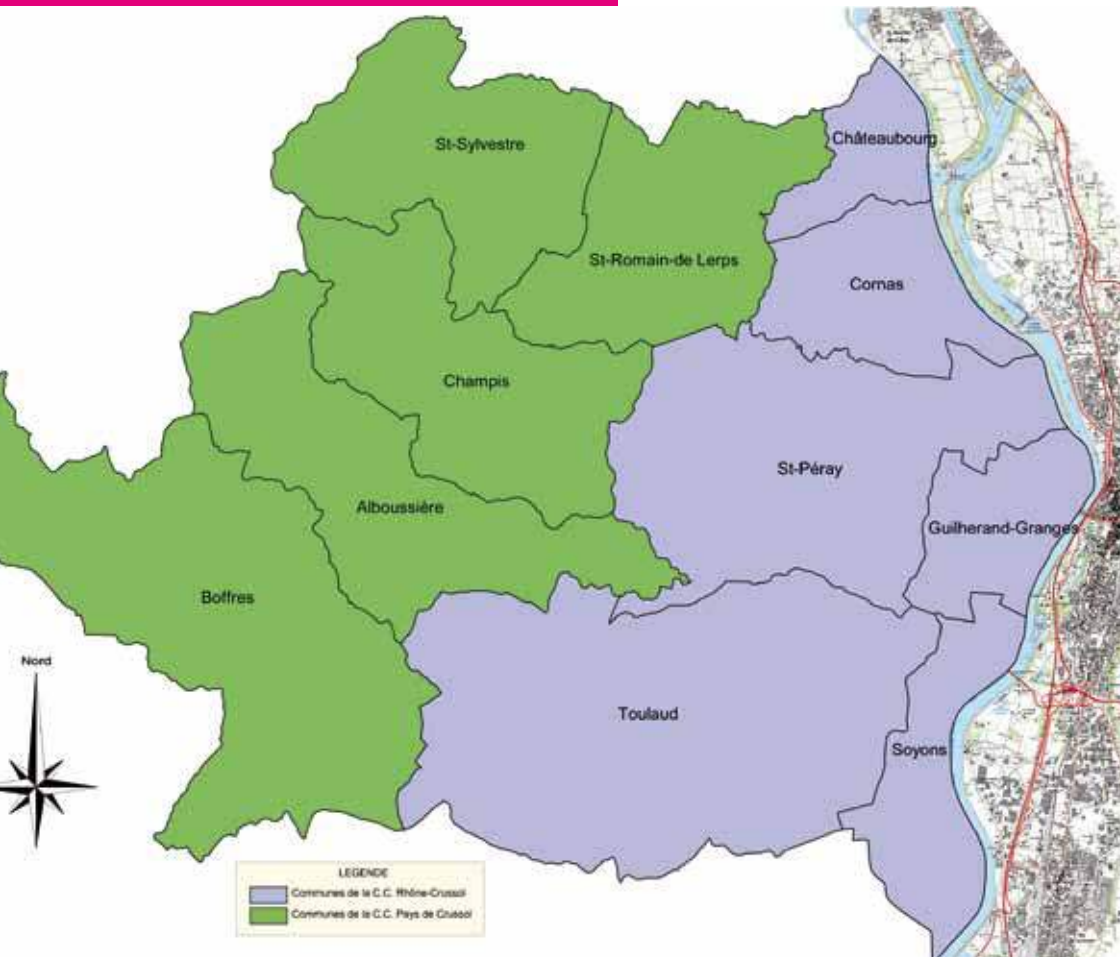 St-Sylvestre
Châteaubourg
St-Romain-de Lerps
Cornas
Champis
St-Péray
Alboussière
Guilherand-Granges
Boffres
Nord
Toulaud
Soyons
LEGENDE
Communes de la C.C. Rhône-Crussol
Communes de la C.C. Pays de Crussol